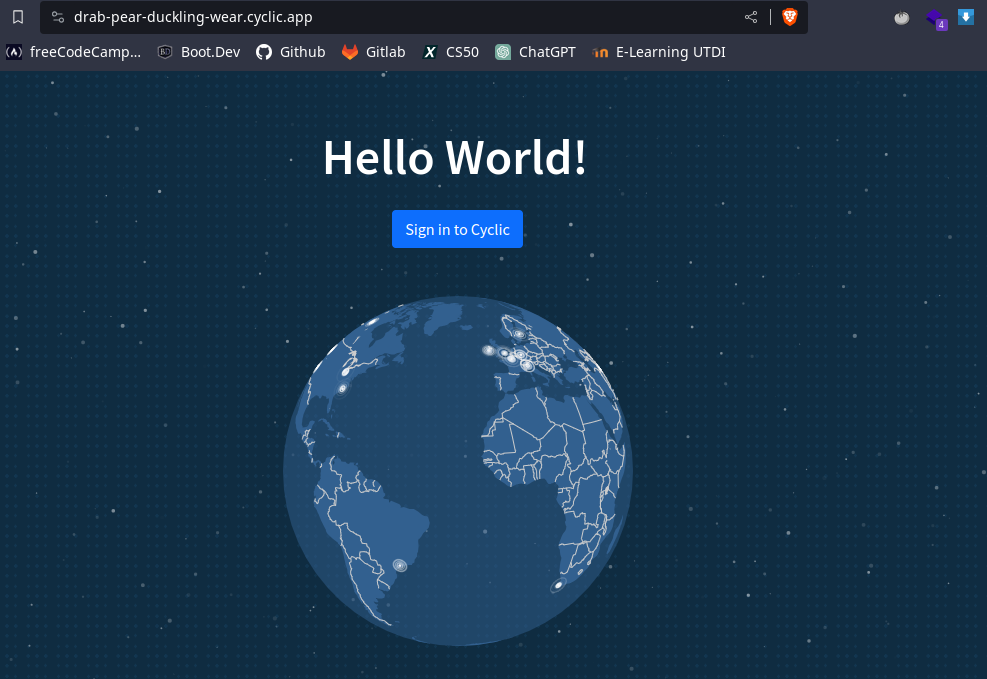 drab-pear-duckling-wear.cyclic.app
4
freeCodeCamp... BD Boot.Dev Github Gitlab X CS50 ChatGPT E-Learning UTDI
Hello World!
Sign in to Cyclic